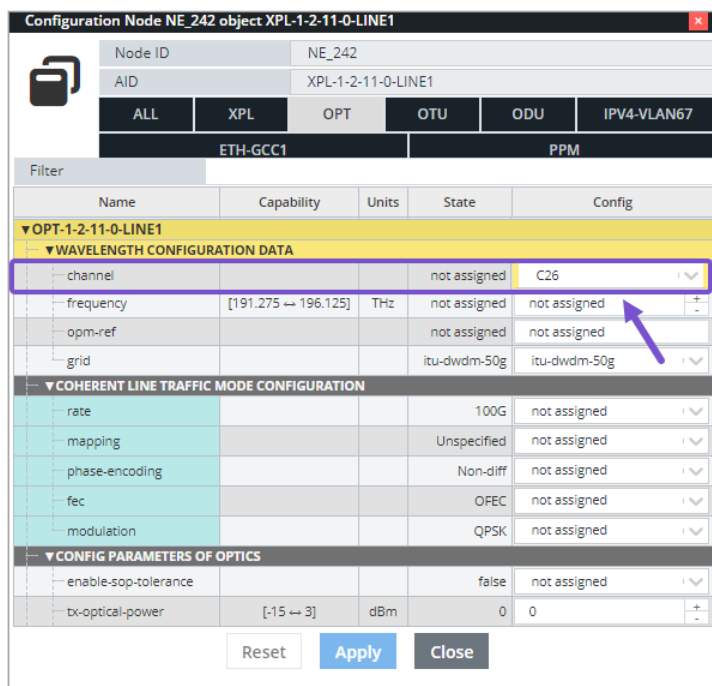 Configuration Node NE_242 object XPL-1-2-11-0-LINE1 ×
Node ID NE_242
AID XPL-1-2-11-0-LINE1
ALL XPL OPT OTU ODU IPV4-VLAN67
ETH-GCC1 PPM
Filter
Name Capability Units State Config
▼OPT-1-2-11-0-LINE1
▼WAVELENGTH CONFIGURATION DATA
channel not assigned C26
frequency [191.275 ↔ 196.125] THz not assigned not assigned + -
opm-ref not assigned not assigned
grid itu-dwdm-50g itu-dwdm-50g
▼COHERENT LINE TRAFFIC MODE CONFIGURATION
rate 100G not assigned
mapping Unspecified not assigned
phase-encoding Non-diff not assigned
fec OFEC not assigned
modulation QPSK not assigned
▼CONFIG PARAMETERS OF OPTICS
enable-sop-tolerance false not assigned
tx-optical-power [-15 ↔ 3] dBm 0 0 + -
Reset Apply Close